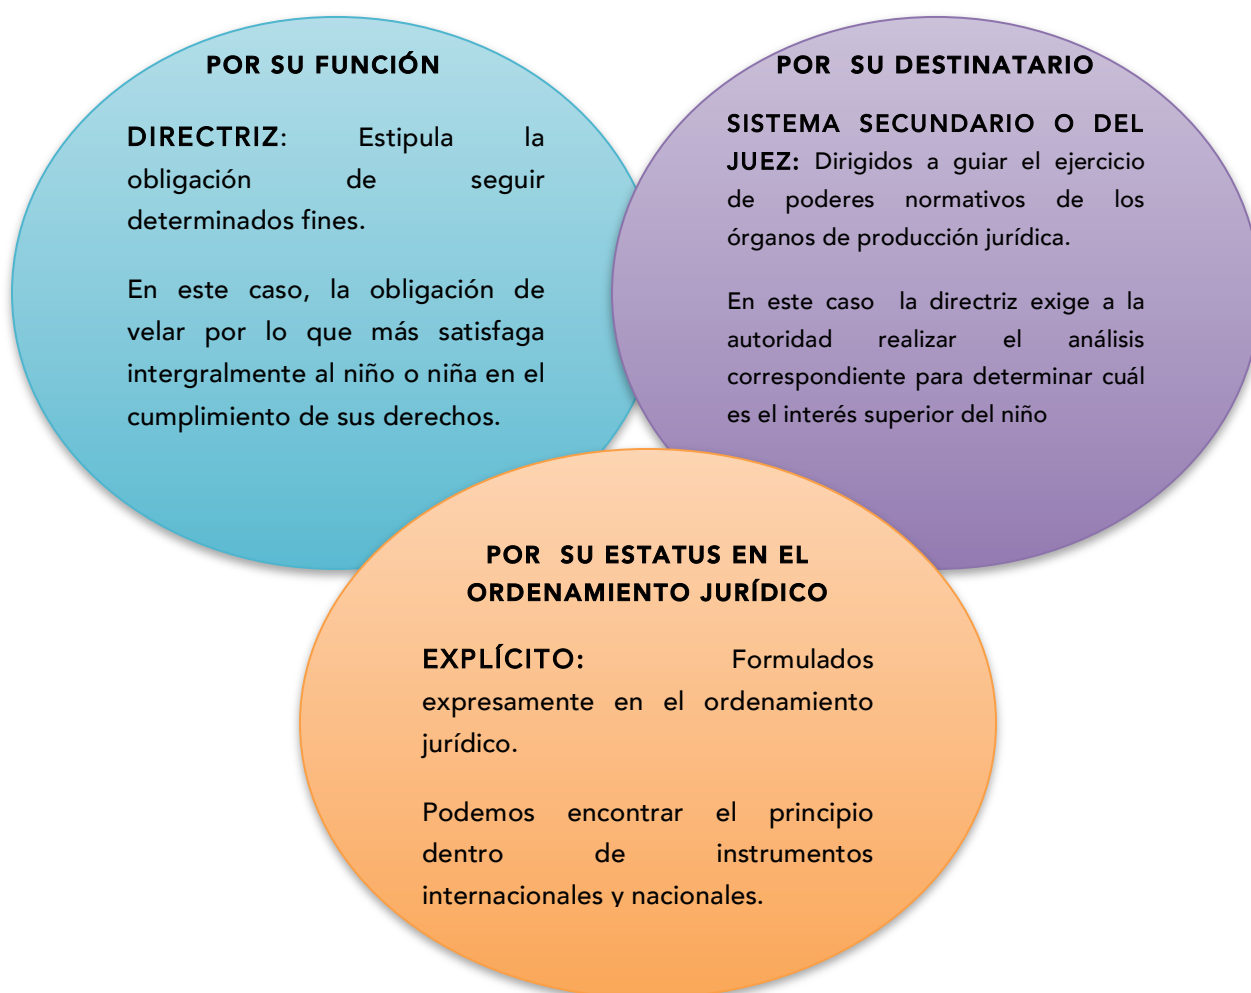 POR SU FUNCIÓN
DIRECTRIZ: Estipula la
obligación de seguir
determinados fines.
En este caso, la obligación de
velar por lo que más satisfaga
intergralmente al niño o niña en el
cumplimiento de sus derechos.
POR SU DESTINATARIO
SISTEMA SECUNDARIO O DEL
JUEZ: Dirigidos a guiar el ejercicio
de poderes normativos de los
órganos de producción jurídica.
En este caso la directriz exige a la
autoridad realizar el análisis
correspondiente para determinar cuál
es el interés superior del niño
POR SU ESTATUS EN EL
ORDENAMIENTO JURÍDICO
EXPLÍCITO: Formulados
expresamente en el ordenamiento
jurídico.
Podemos encontrar el principio
dentro de instrumentos
internacionales y nacionales.